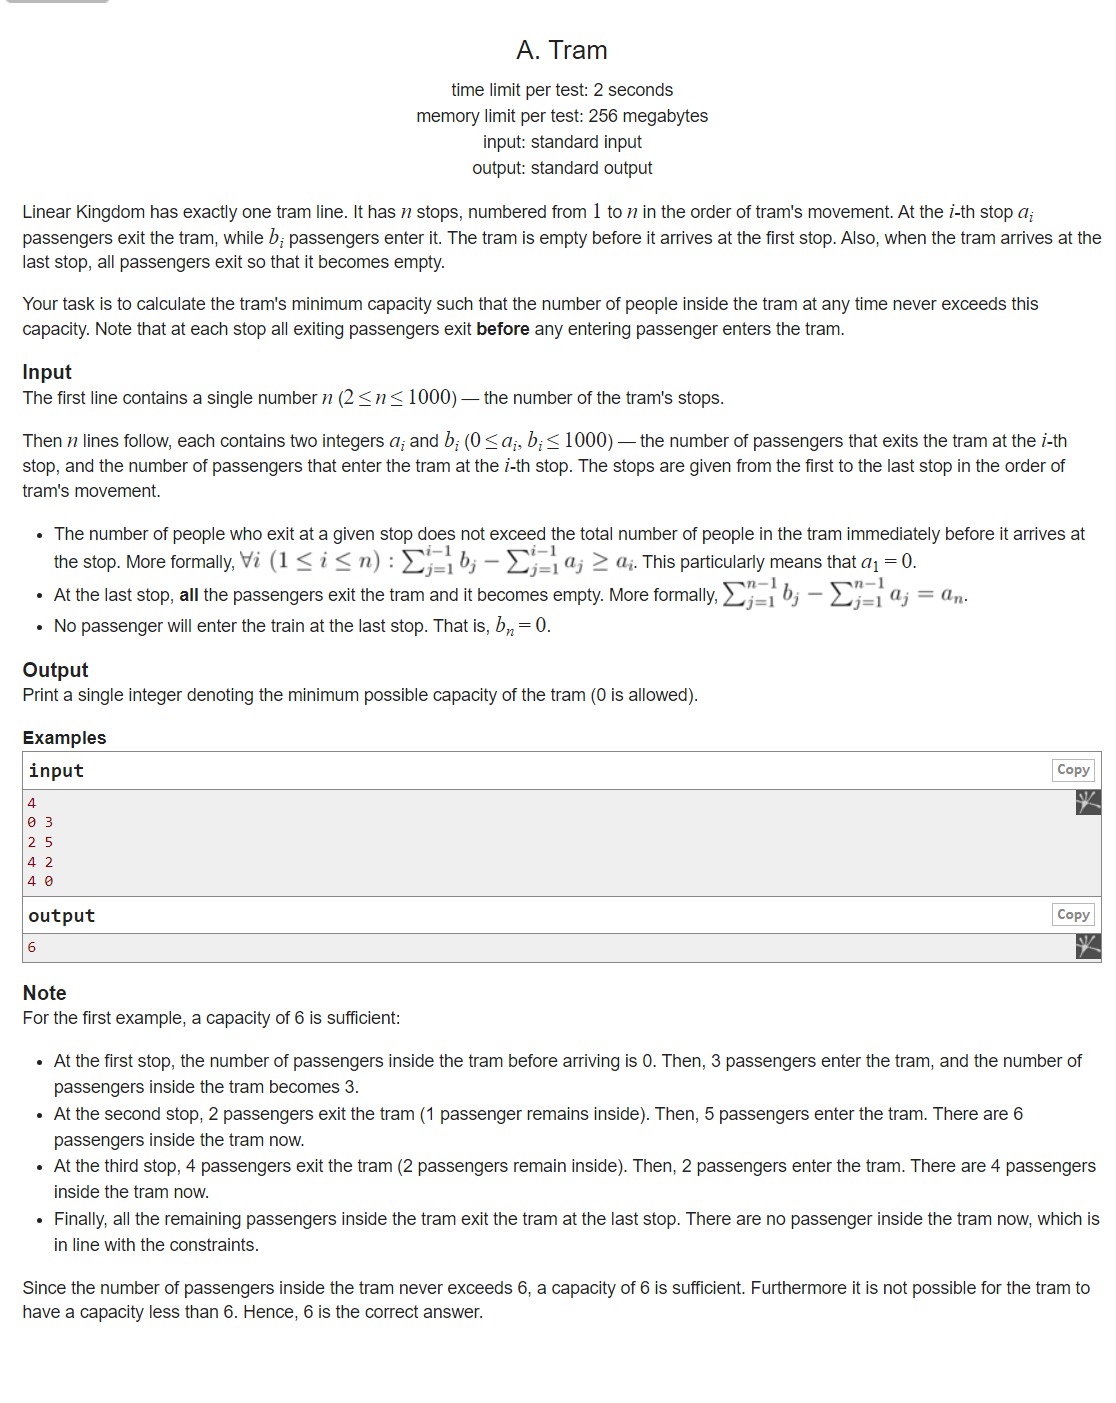 A. Tram
time limit per test: 2 seconds
memory limit per test: 256 megabytes
input: standard input
output: standard output
Linear Kingdom has exactly one tram line. It has n stops, numbered from 1 to n in the order of tram's movement. At the i-th stop a_i
passengers exit the tram, while b_i passengers enter it. The tram is empty before it arrives at the first stop. Also, when the tram arrives at the
last stop, all passengers exit so that it becomes empty.
Your task is to calculate the tram's minimum capacity such that the number of people inside the tram at any time never exceeds this
capacity. Note that at each stop all exiting passengers exit before any entering passenger enters the tram.
Input
The first line contains a single number n (2 ≤ n ≤ 1000) — the number of the tram's stops.
Then n lines follow, each contains two integers a_i and b_i (0 ≤ a_i, b_i ≤ 1000) — the number of passengers that exits the tram at the i-th
stop, and the number of passengers that enter the tram at the i-th stop. The stops are given from the first to the last stop in the order of
tram's movement.
• The number of people who exit at a given stop does not exceed the total number of people in the tram immediately before it arrives at
the stop. More formally, ∀i (1 ≤ i ≤ n) : ∑_{j=1}^{i−1} b_j − ∑_{j=1}^{i−1} a_j ≥ a_i. This particularly means that a_1 = 0.
• At the last stop, all the passengers exit the tram and it becomes empty. More formally, ∑_{j=1}^{n−1} b_j − ∑_{j=1}^{n−1} a_j = a_n.
• No passenger will enter the train at the last stop. That is, b_n = 0.
Output
Print a single integer denoting the minimum possible capacity of the tram (0 is allowed).
Examples
input Copy
4
0 3
2 5
4 2
4 0
output Copy
6
Note
For the first example, a capacity of 6 is sufficient:
• At the first stop, the number of passengers inside the tram before arriving is 0. Then, 3 passengers enter the tram, and the number of
passengers inside the tram becomes 3.
• At the second stop, 2 passengers exit the tram (1 passenger remains inside). Then, 5 passengers enter the tram. There are 6
passengers inside the tram now.
• At the third stop, 4 passengers exit the tram (2 passengers remain inside). Then, 2 passengers enter the tram. There are 4 passengers
inside the tram now.
• Finally, all the remaining passengers inside the tram exit the tram at the last stop. There are no passenger inside the tram now, which is
in line with the constraints.
Since the number of passengers inside the tram never exceeds 6, a capacity of 6 is sufficient. Furthermore it is not possible for the tram to
have a capacity less than 6. Hence, 6 is the correct answer.